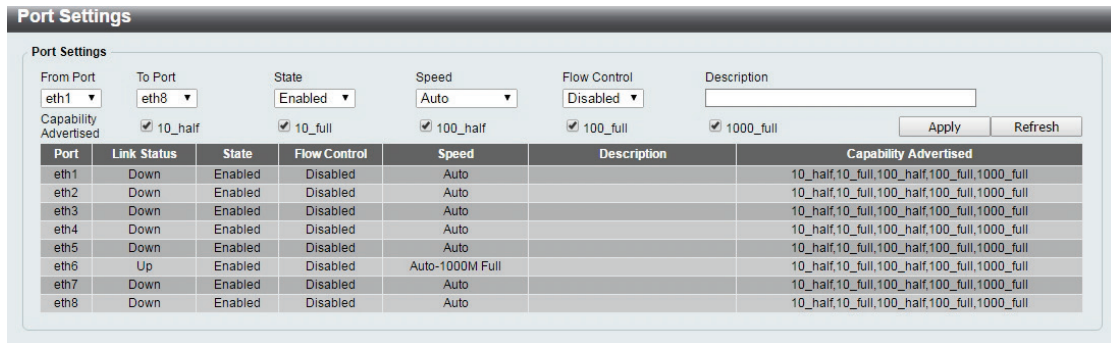 Port Settings
Port Settings
From Port To Port State Speed Flow Control Description
eth1 eth8 Enabled Auto Disabled
Capability Advertised 10_half 10_full 100_half 100_full 1000_full Apply Refresh
Port Link Status State Flow Control Speed Description Capability Advertised
eth1 Down Enabled Disabled Auto 10_half,10_full,100_half,100_full,1000_full
eth2 Down Enabled Disabled Auto 10_half,10_full,100_half,100_full,1000_full
eth3 Down Enabled Disabled Auto 10_half,10_full,100_half,100_full,1000_full
eth4 Down Enabled Disabled Auto 10_half,10_full,100_half,100_full,1000_full
eth5 Down Enabled Disabled Auto 10_half,10_full,100_half,100_full,1000_full
eth6 Up Enabled Disabled Auto-1000M Full 10_half,10_full,100_half,100_full,1000_full
eth7 Down Enabled Disabled Auto 10_half,10_full,100_half,100_full,1000_full
eth8 Down Enabled Disabled Auto 10_half,10_full,100_half,100_full,1000_full